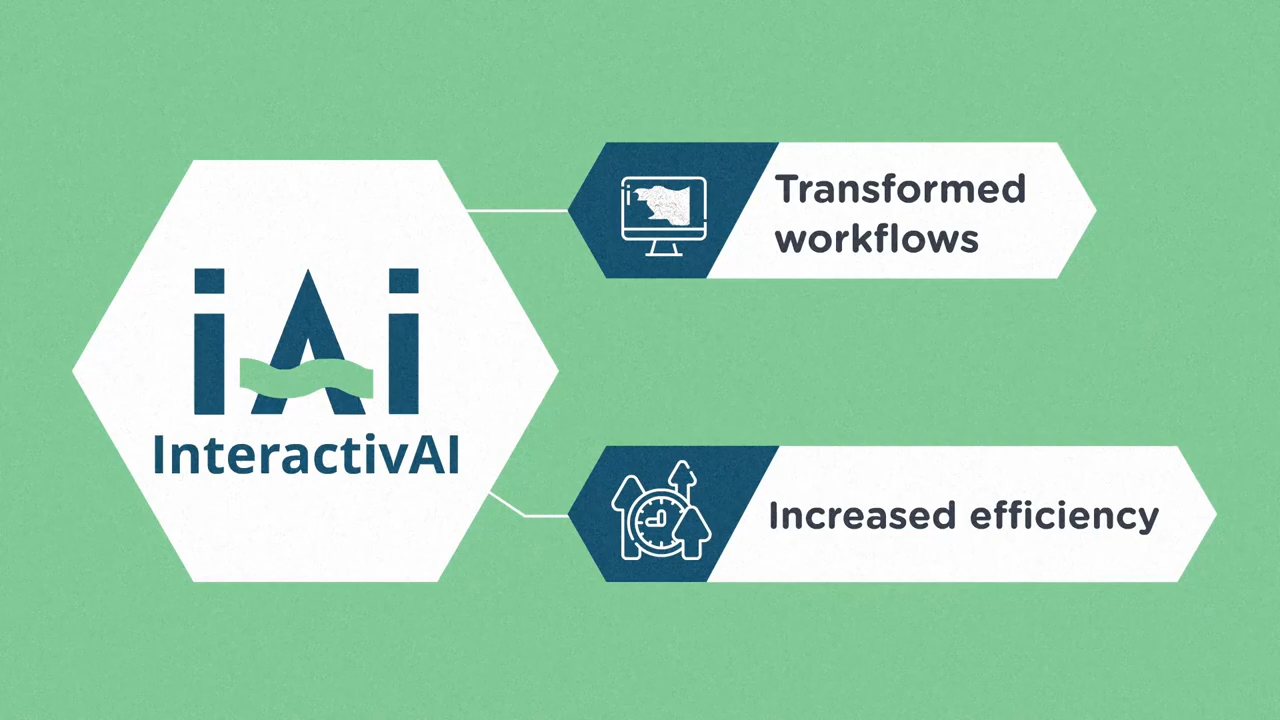 iAi
InteractivAI
Transformed
workflows
Increased efficiency